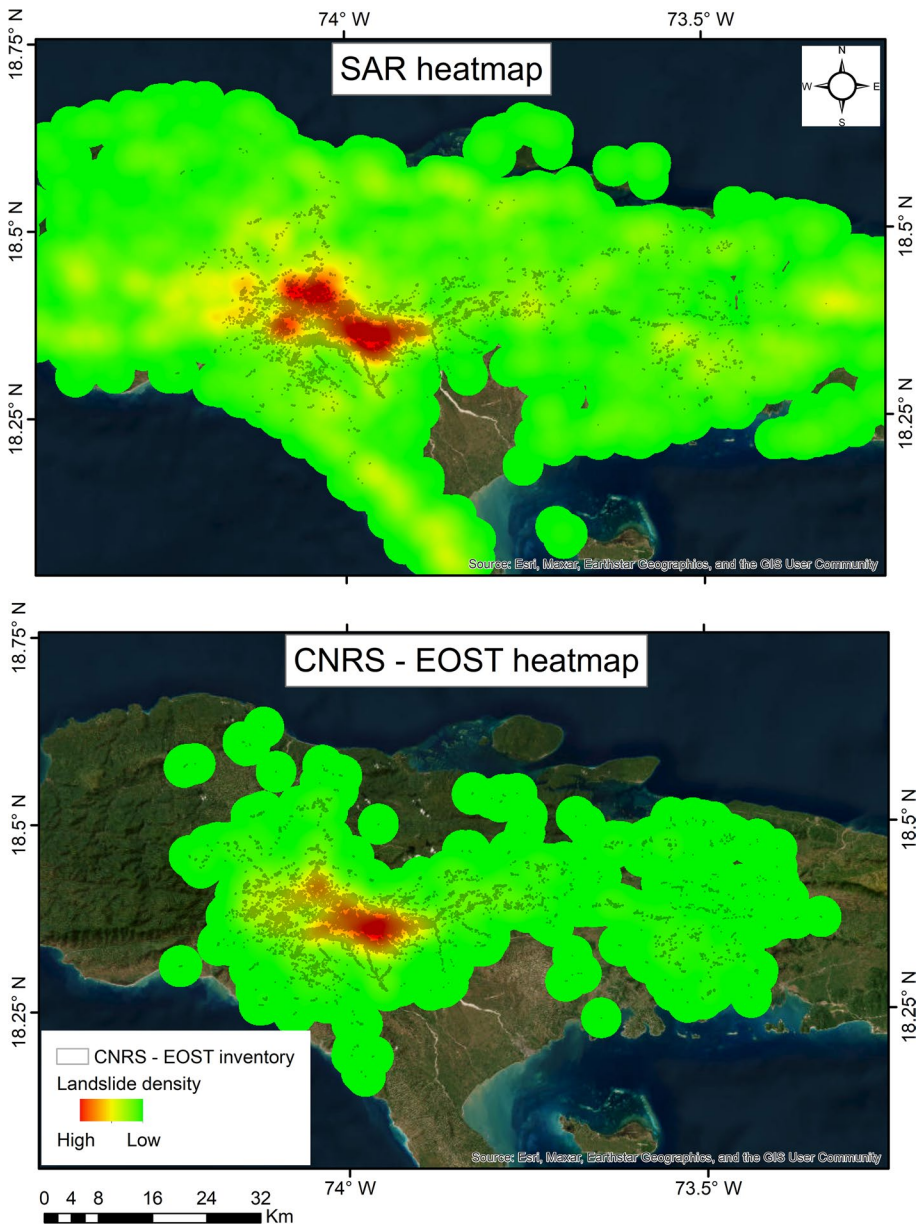 74° W 73.5° W
18.75° N
SAR heatmap
N
W E
S
18.5° N 18.5° N
18.25° N 18.25° N
Source: Esri, Maxar, Earthstar Geographics, and the GIS User Community
18.75° N
CNRS - EOST heatmap
18.5° N 18.5° N
18.25° N 18.25° N
CNRS - EOST inventory
Landslide density
High Low
Source: Esri, Maxar, Earthstar Geographics, and the GIS User Community
74° W 73.5° W
0 4 8 16 24 32
Km